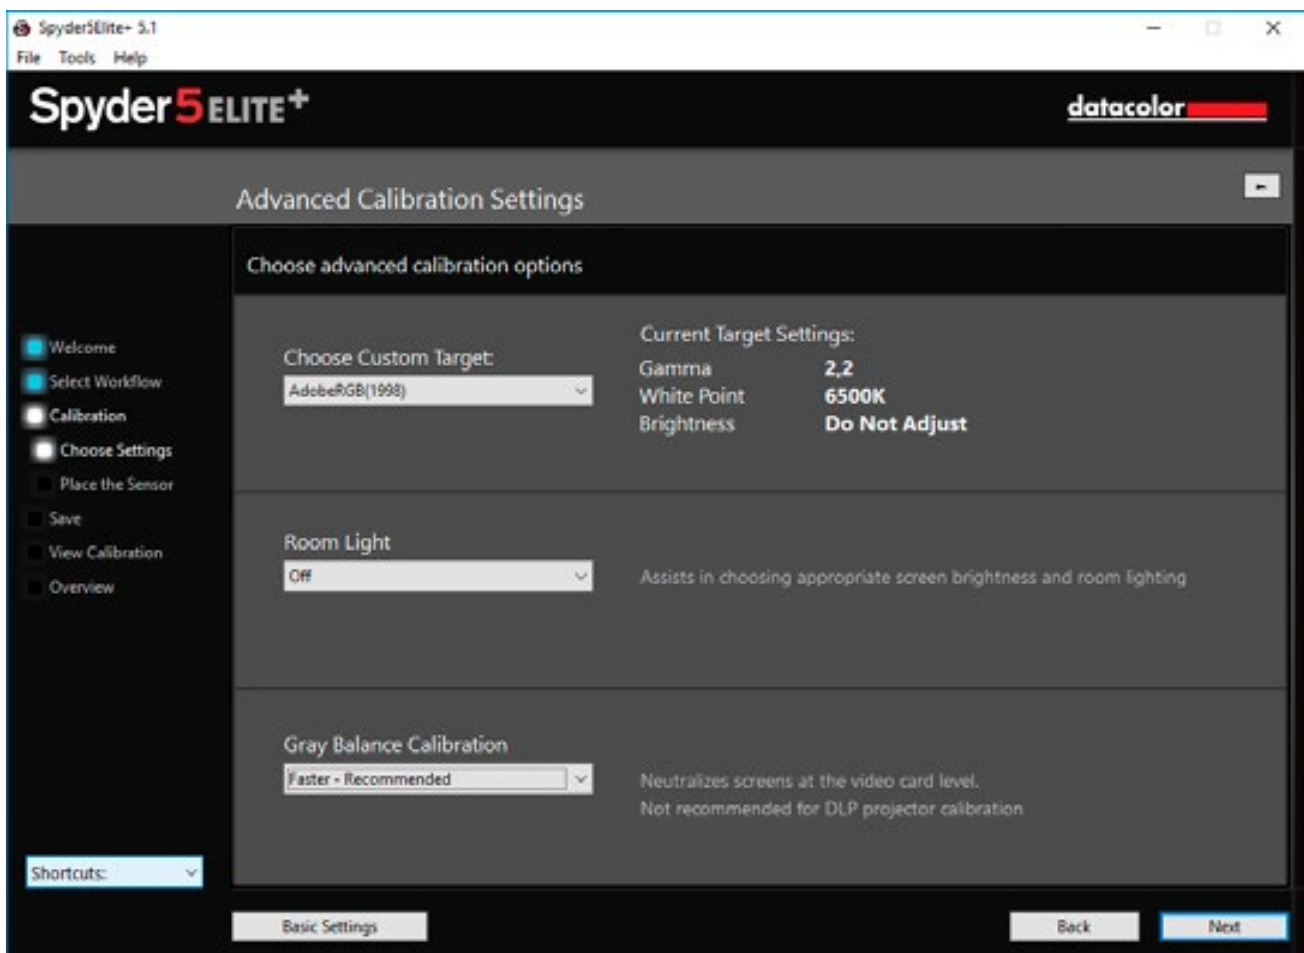 Spyder5Elite+ 5.1
File Tools Help
Spyder5ELITE+
datacolor
Advanced Calibration Settings
Choose advanced calibration options
Welcome
Select Workflow
Calibration
Choose Settings
Place the Sensor
Save
View Calibration
Overview
Shortcuts:
Choose Custom Target:
AdobeRGB(1998)
Current Target Settings:
Gamma 2,2
White Point 6500K
Brightness Do Not Adjust
Room Light
Off
Assists in choosing appropriate screen brightness and room lighting
Gray Balance Calibration
Faster - Recommended
Neutralizes screens at the video card level.
Not recommended for DLP projector calibration
Basic Settings
Back
Next